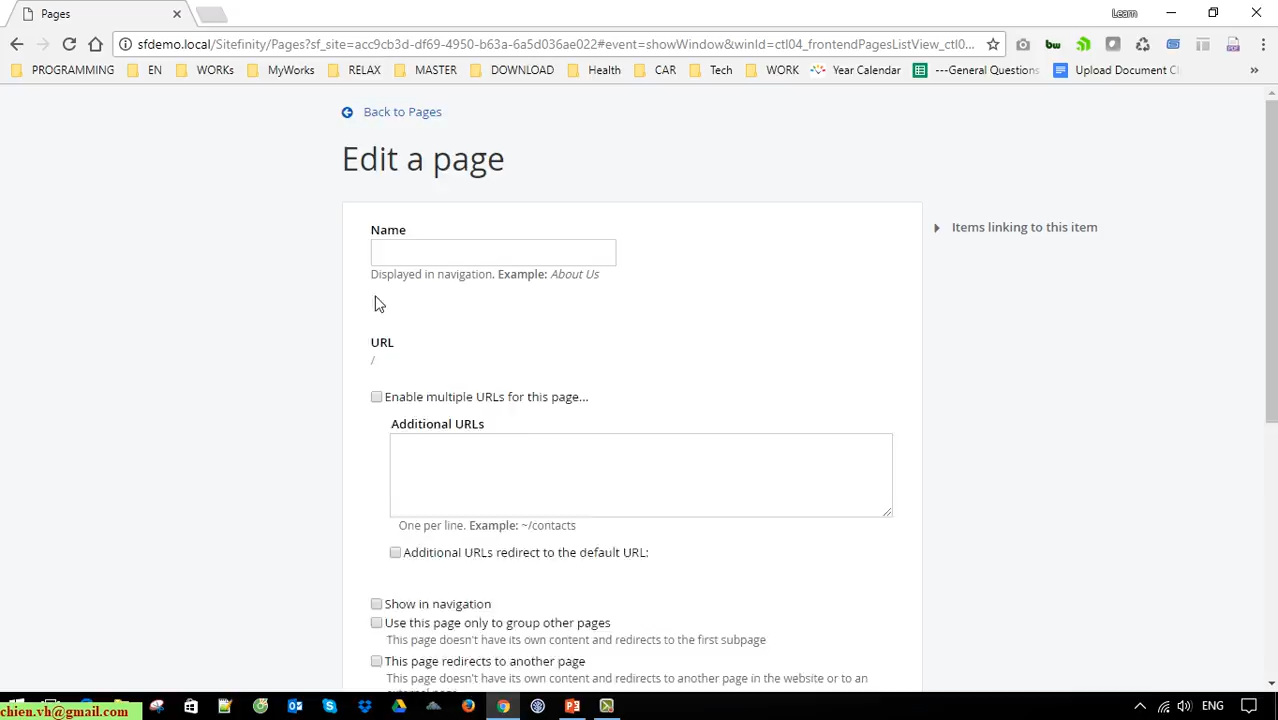 Pages
Learn
sfdemo.local/Sitefinity/Pages?sf_site=acc9fb3d-df69-4950-b63a-6a5d036ae022#event=showWindow&winId=ctl04_frontendPagesListView_ctl0...
PROGRAMMING EN WORKs MyWorks RELAX MASTER DOWNLOAD Health CAR Tech WORK Year Calendar ---General Questions Upload Document Cl
Back to Pages
Edit a page
Name
Items linking to this item
Displayed in navigation. Example: About Us
URL
/
Enable multiple URLs for this page...
Additional URLs
One per line. Example: ~/contacts
Additional URLs redirect to the default URL:
Show in navigation
Use this page only to group other pages
This page doesn't have its own content and redirects to the first subpage
This page redirects to another page
This page doesn't have its own content and redirects to another page in the website or to an
external page
chien.vh@gmail.com
ENG